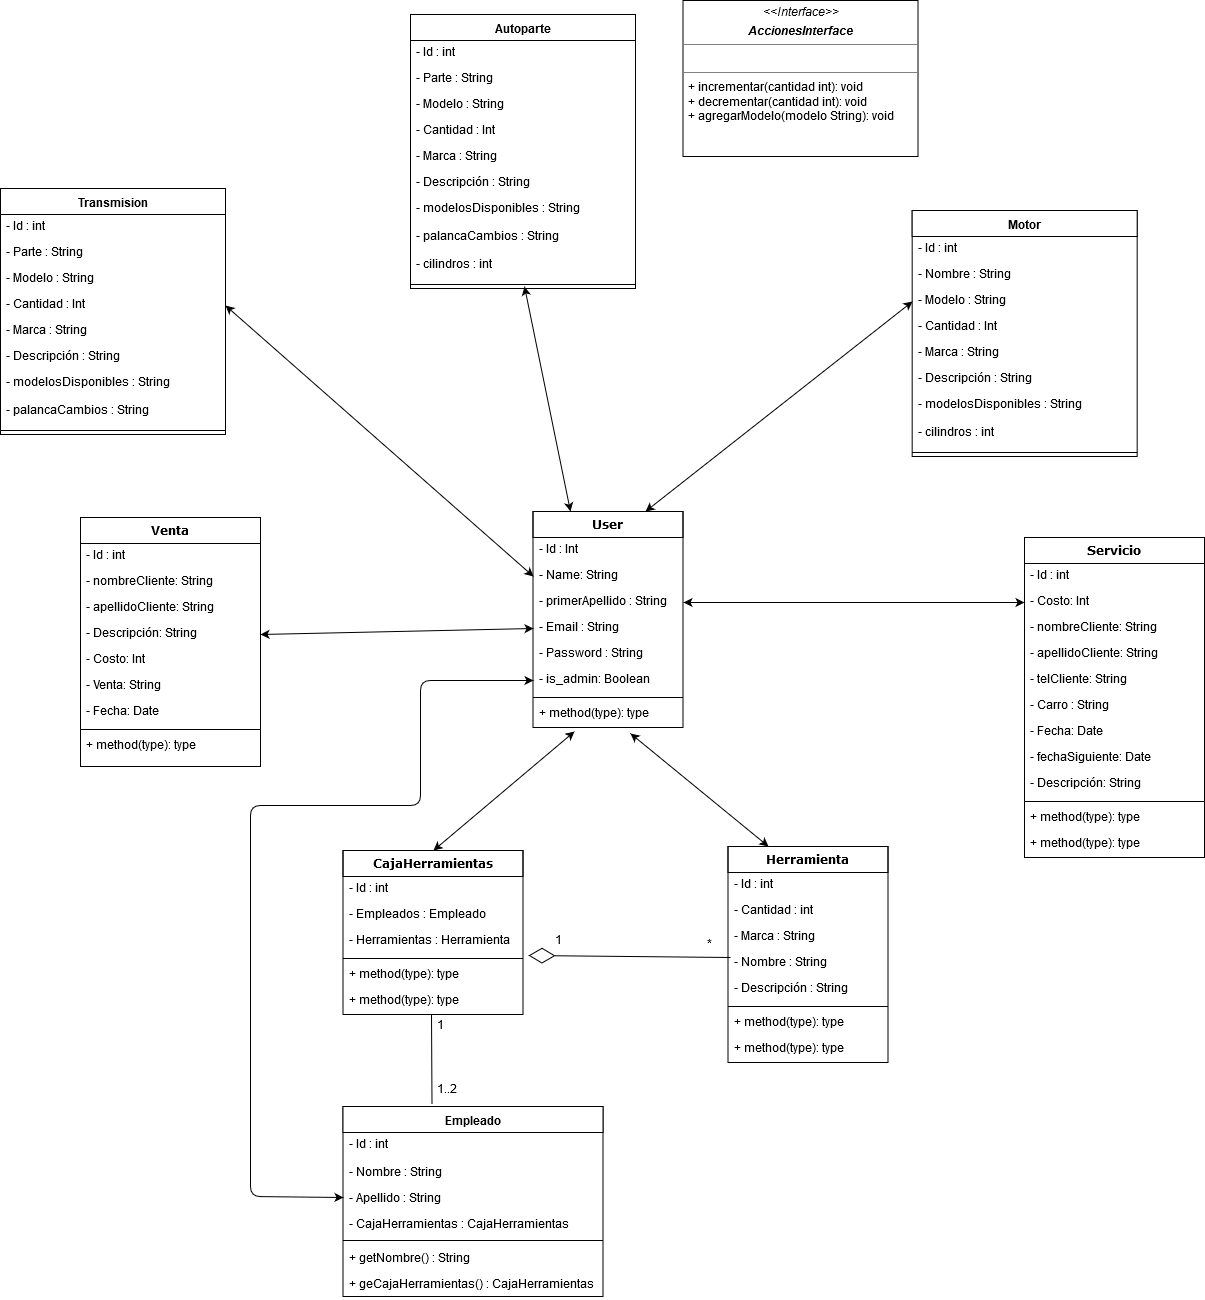 <<Interface>>
AccionesInterface
+ incrementar(cantidad int): void
+ decrementar(cantidad int): void
+ agregarModelo(modelo String): void
Autoparte
- Id : int
- Parte : String
- Modelo : String
- Cantidad : Int
- Marca : String
- Descripción : String
- modelosDisponibles : String
- palancaCambios : String
- cilindros : int
Transmision
- Id : int
- Parte : String
- Modelo : String
- Cantidad : Int
- Marca : String
- Descripción : String
- modelosDisponibles : String
- palancaCambios : String
Motor
- Id : int
- Nombre : String
- Modelo : String
- Cantidad : Int
- Marca : String
- Descripción : String
- modelosDisponibles : String
- cilindros : int
Venta
- Id : int
- nombreCliente: String
- apellidoCliente: String
- Descripción: String
- Costo: Int
- Venta: String
- Fecha: Date
+ method(type): type
User
- Id : Int
- Name: String
- primerApellido : String
- Email : String
- Password : String
- is_admin: Boolean
+ method(type): type
Servicio
- Id : int
- Costo: Int
- nombreCliente: String
- apellidoCliente: String
- telCliente: String
- Carro : String
- Fecha: Date
- fechaSiguiente: Date
- Descripción: String
+ method(type): type
+ method(type): type
CajaHerramientas
- Id : int
- Empleados : Empleado
- Herramientas : Herramienta
+ method(type): type
+ method(type): type
1
*
Herramienta
- Id : int
- Cantidad : int
- Marca : String
- Nombre : String
- Descripción : String
+ method(type): type
+ method(type): type
1
1..2
Empleado
- Id : int
- Nombre : String
- Apellido : String
- CajaHerramientas : CajaHerramientas
+ getNombre() : String
+ geCajaHerramientas() : CajaHerramientas